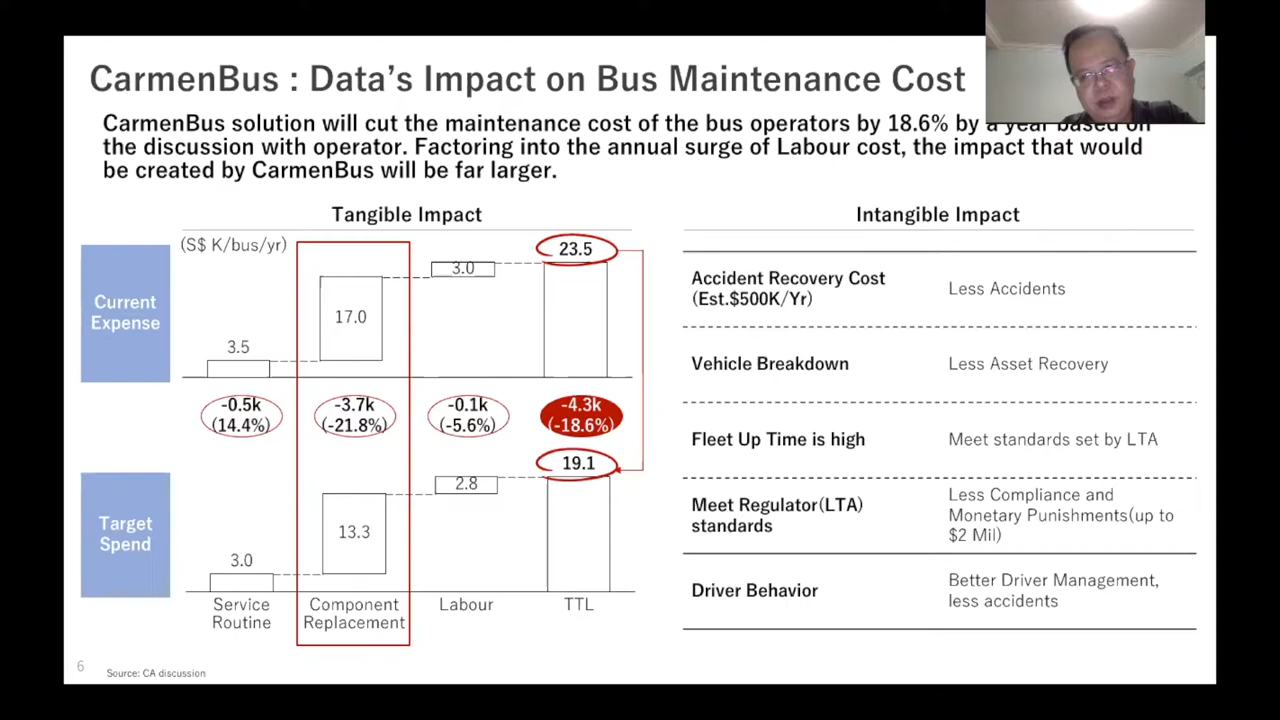 CarmenBus : Data's Impact on Bus Maintenance Cost
CarmenBus solution will cut the maintenance cost of the bus operators by 18.6% by a year based on
the discussion with operator. Factoring into the annual surge of Labour cost, the impact that would
be created by CarmenBus will be far larger.
Tangible Impact
(S$ K/bus/yr)
Current
Expense
3.5
17.0
3.0
23.5
-0.5k
(14.4%)
-3.7k
(-21.8%)
-0.1k
(-5.6%)
-4.3k
(-18.6%)
Target
Spend
3.0
13.3
2.8
19.1
Service
Routine
Component
Replacement
Labour
TTL
Intangible Impact
Accident Recovery Cost
(Est.$500K/Yr)
Less Accidents
Vehicle Breakdown
Less Asset Recovery
Fleet Up Time is high
Meet standards set by LTA
Meet Regulator(LTA)
standards
Less Compliance and
Monetary Punishments(up to
$2 Mil)
Driver Behavior
Better Driver Management,
less accidents
6
Source: CA discussion